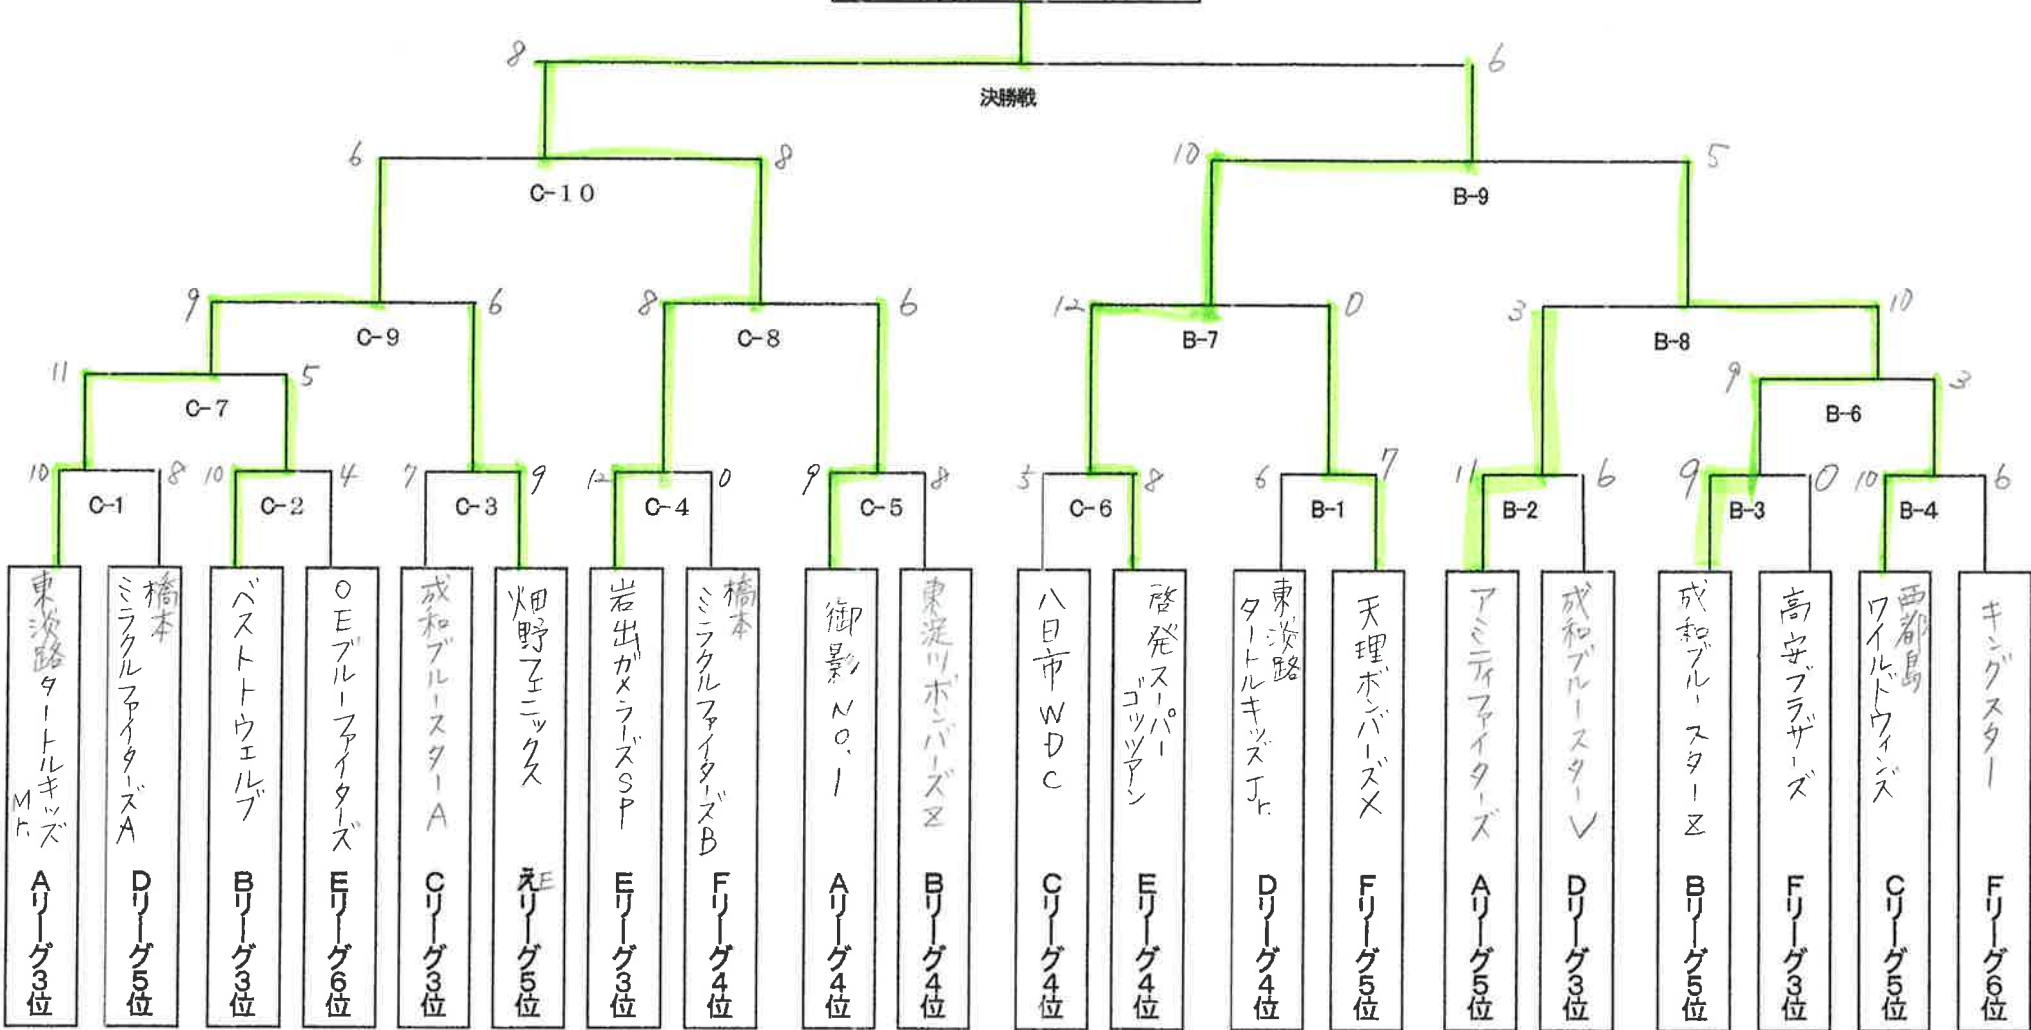 8
6
決勝戦
6
8
10
5
C-10
B-9
9
6
8
6
12
0
3
10
C-9
C-8
B-7
B-8
11
5
9
3
C-7
B-6
10
8
10
4
7
9
12
0
9
8
5
8
6
7
11
6
9
0
10
6
C-1
C-2
C-3
C-4
C-5
C-6
B-1
B-2
B-3
B-4
東淡路タートルキッズ
Mr.
Aリーグ3位
橋本
ミラクルファイターズA
Dリーグ5位
ベストトウエルブ
Bリーグ3位
OEブルーファイターズ
Eリーグ6位
成和ブルースターA
Cリーグ3位
畑野フェニックス
えEリーグ5位
岩出ガメラーズSP
Eリーグ3位
橋本
ミラクルファイターズB
Fリーグ4位
御影No.1
Aリーグ4位
東淀川ボンバーズZ
Bリーグ4位
八日市WDC
Cリーグ4位
啓発スーパー
ゴッツアン
Eリーグ4位
東淡路
タートルキッズJr.
Dリーグ4位
天理ボンバーズX
Fリーグ5位
アミティファイターズ
Aリーグ5位
成和ブルースターV
Dリーグ3位
成和ブルースターZ
Bリーグ5位
高安ブラザーズ
Fリーグ3位
西都島
ワイルドウィンズ
Cリーグ5位
キングスター
Fリーグ6位